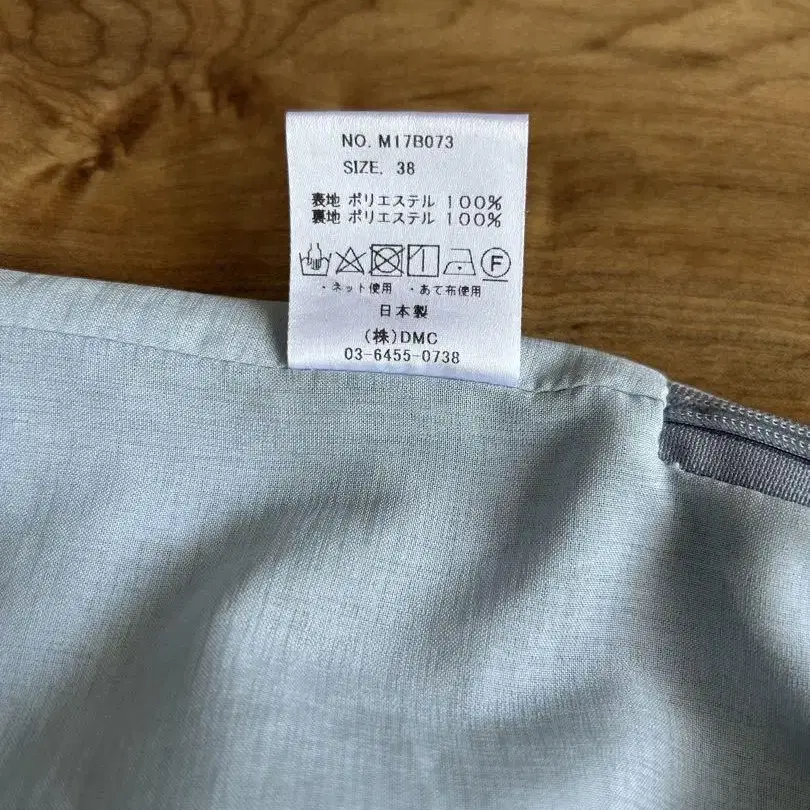 NO. M17B073
SIZE. 38
表地 ポリエステル 100%
裏地 ポリエステル 100%
F
・ネット使用 ・あて布使用
日本製
(株)DMC
03-6455-0738